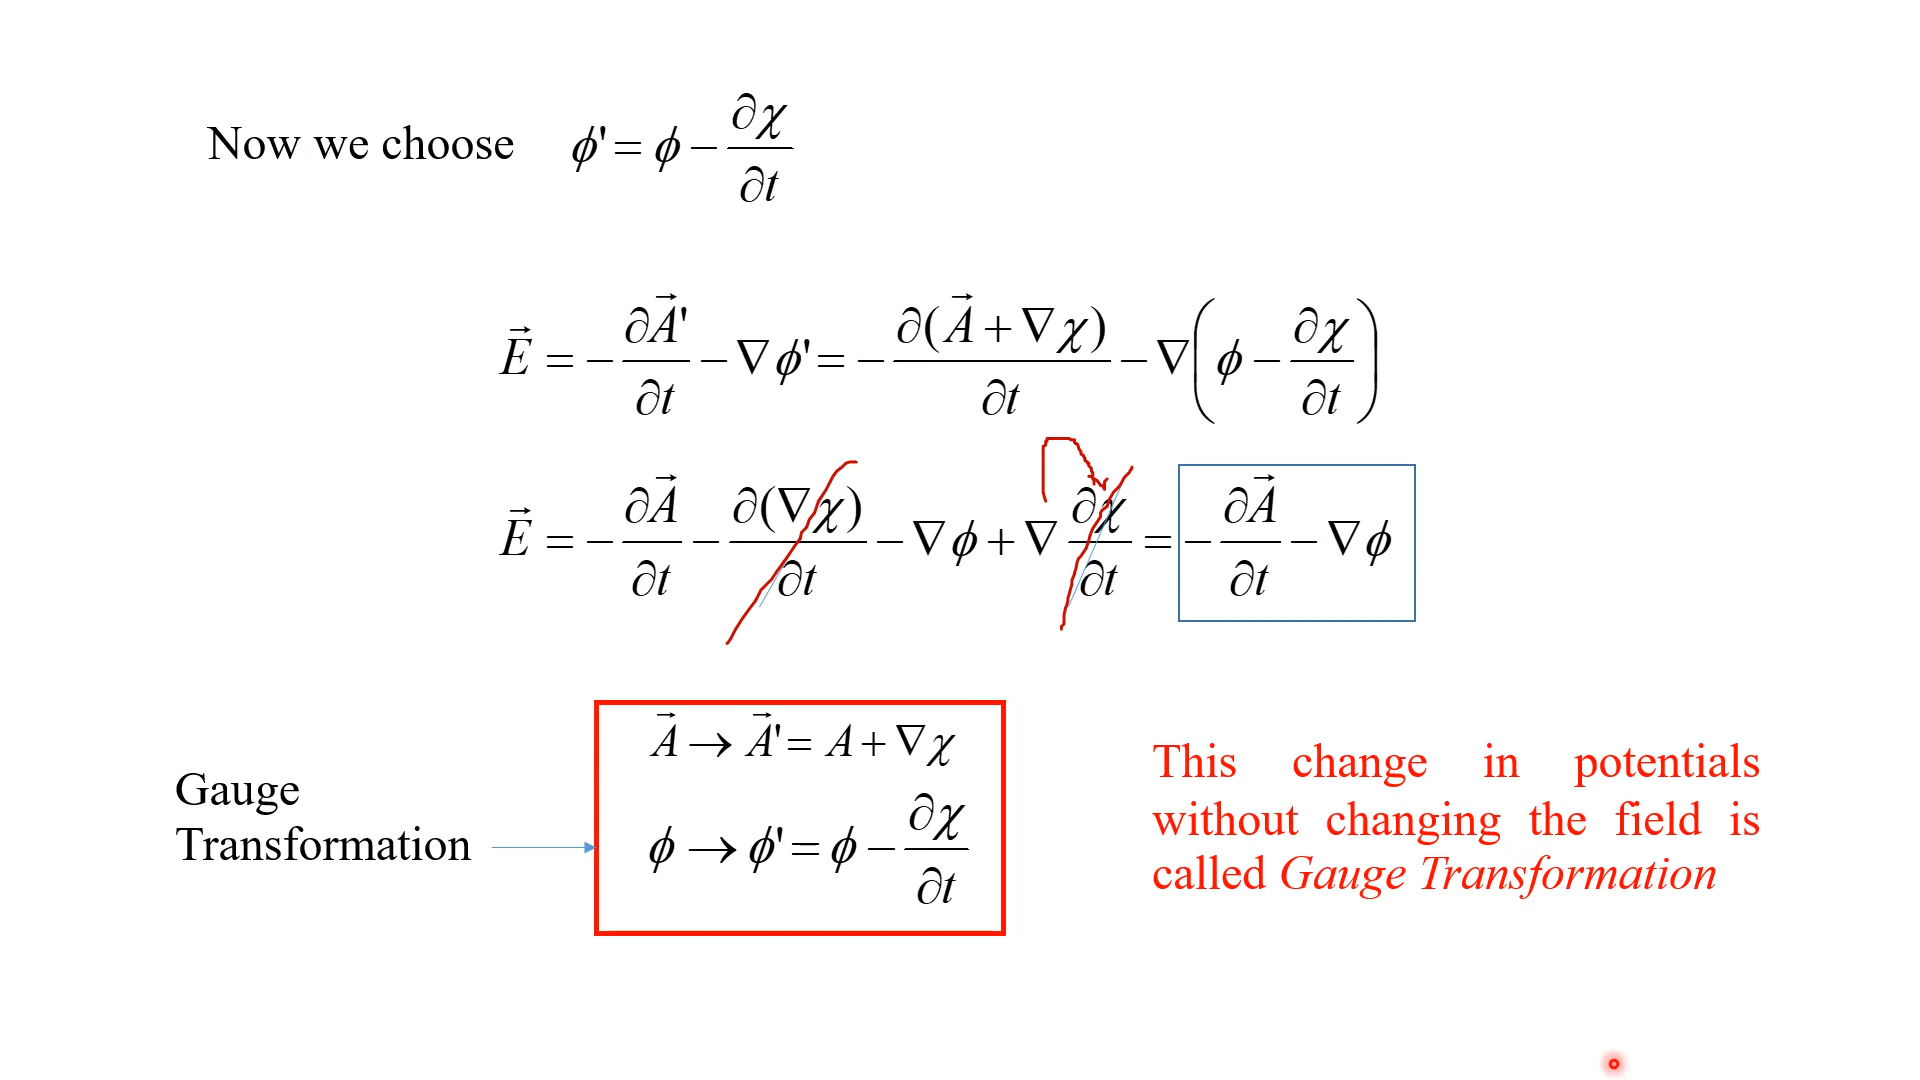 Now we choose ϕ' = ϕ − ∂χ/∂t
E⃗ = −∂A⃗'/∂t − ∇ϕ' = −∂(A⃗ + ∇χ)/∂t − ∇(ϕ − ∂χ/∂t)
E⃗ = −∂A⃗/∂t − ∂(∇χ)/∂t − ∇ϕ + ∇ ∂χ/∂t = −∂A⃗/∂t − ∇ϕ
Gauge
Transformation
A⃗ → A⃗' = A + ∇χ
ϕ → ϕ' = ϕ − ∂χ/∂t
This change in potentials
without changing the field is
called Gauge Transformation